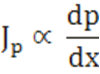 J_p ∝ dp/dx